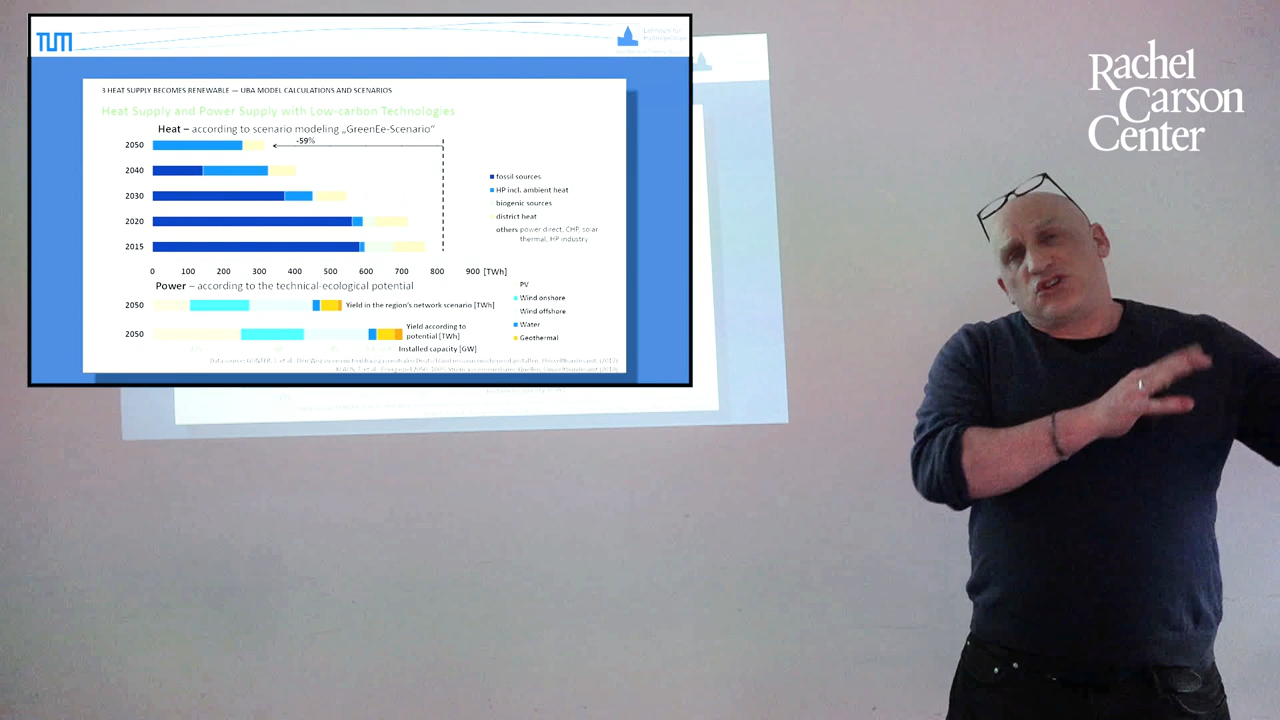 TUM
Lehrstuhl für
Hydrogeologie
3 HEAT SUPPLY BECOMES RENEWABLE — UBA MODEL CALCULATIONS AND SCENARIOS
Heat Supply and Power Supply with Low-carbon Technologies
Heat – according to scenario modeling „GreenEe-Scenario"
-59%
2050
2040
2030
2020
2015
0 100 200 300 400 500 600 700 800 900 [TWh]
fossil sources
HP incl. ambient heat
biogenic sources
district heat
others power direct, CHP, solar
thermal, HP industry
Power – according to the technical-ecological potential
2050
Yield in the region's network scenario [TWh]
2050
Yield according to
potential [TWh]
Installed capacity [GW]
PV
Wind onshore
Wind offshore
Water
Geothermal
Rachel
Carson
Center